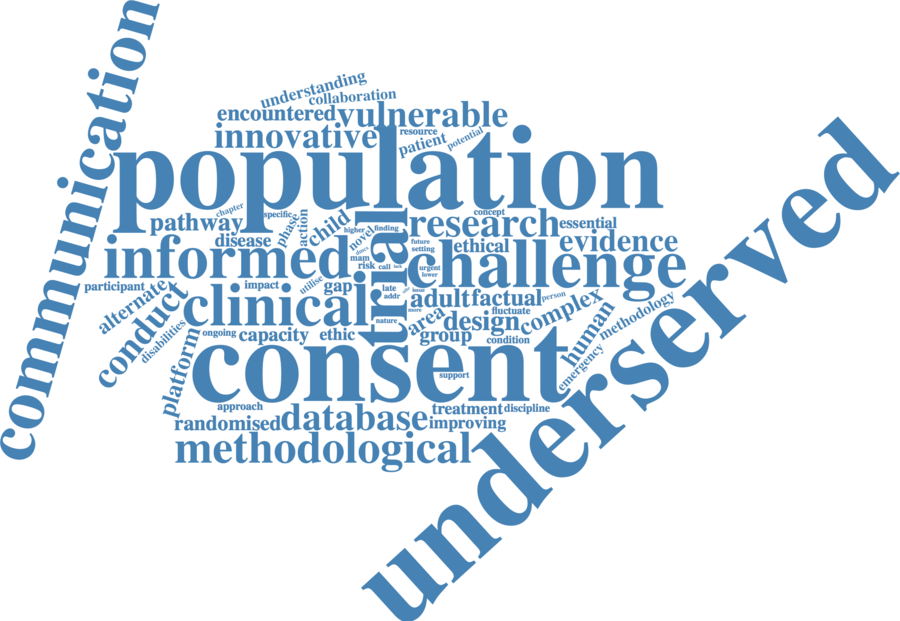 communication
understanding
collaboration
encountered
vulnerable
innovative
resource
patient
potential
population
underserved
chapter
specific
pathway
phase
action
child
higher
finding
novel
trial
concept
research
essential
disease
informed
future
setting
ethical
evidence
mam
risk
call
urgent
lower
challenge
participant
alternate
impact
utilise
gap
late
addr
adult
factual
person
conduct
clinical
nature
more
area
fluctuate
design
complex
human
methodology
disabilities
ongoing
capacity
ethic
group
condition
platform
consent
support
emergency
approach
randomised
database
treatment
discipline
improving
methodological